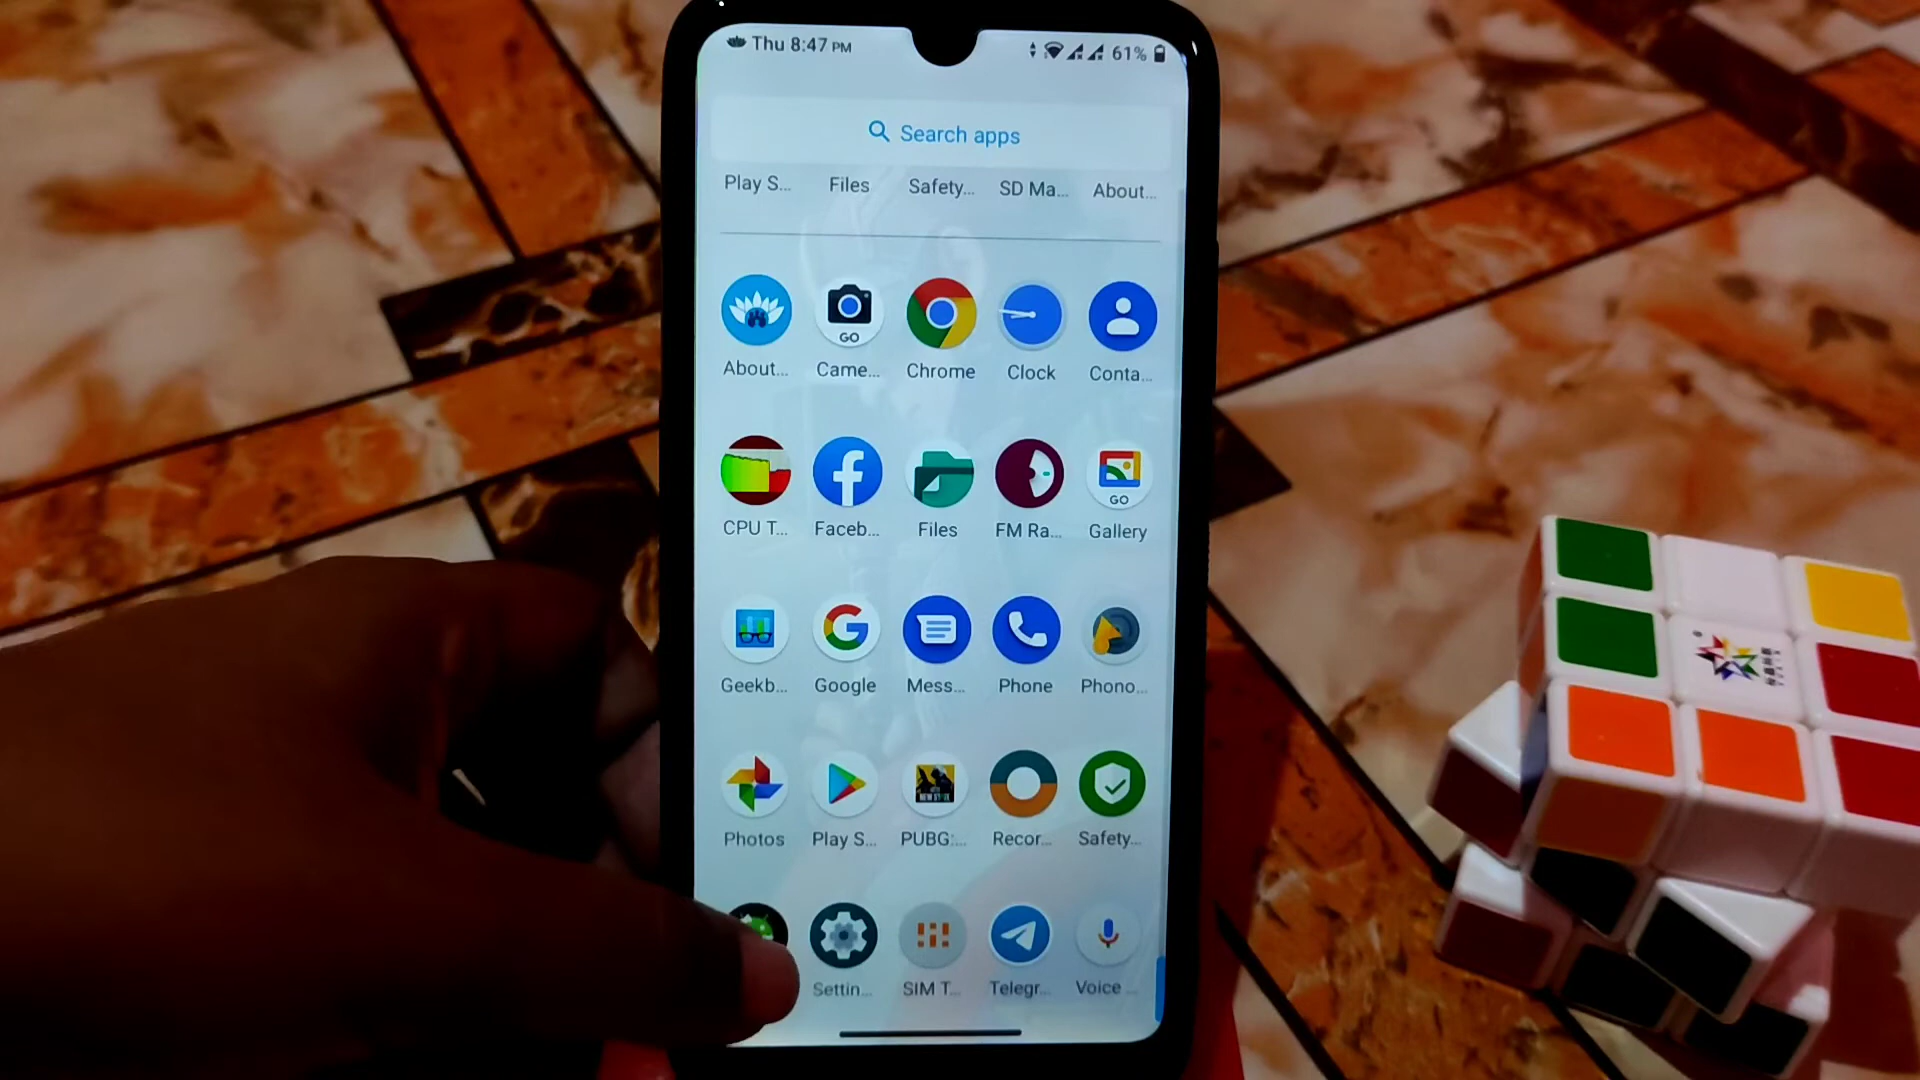 Thu 8:47 PM 61%
Search apps
Play S... Files Safety... SD Ma... About...
GO
About... Came... Chrome Clock Conta...
GO
CPU T... Faceb... Files FM Ra... Gallery
Geekb... Google Mess... Phone Phono...
NEW STATE
Photos Play S... PUBG:... Recor... Safety...
Settin... SIM T... Telegr... Voice ...